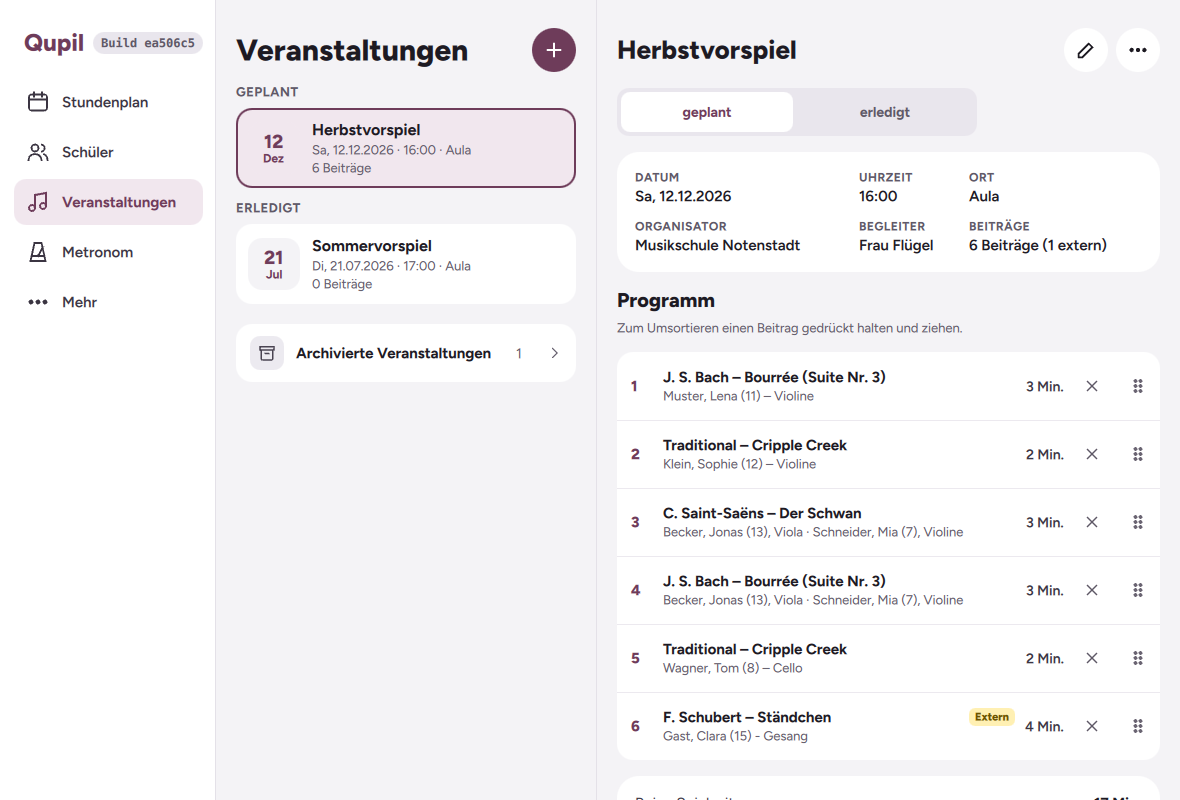 Qupil
Build ea506c5
Stundenplan
Schüler
Veranstaltungen
Metronom
Mehr
Veranstaltungen
GEPLANT
12
Dez
Herbstvorspiel
Sa, 12.12.2026 · 16:00 · Aula
6 Beiträge
ERLEDIGT
21
Jul
Sommervorspiel
Di, 21.07.2026 · 17:00 · Aula
0 Beiträge
Archivierte Veranstaltungen 1
Herbstvorspiel
geplant erledigt
DATUM UHRZEIT ORT
Sa, 12.12.2026 16:00 Aula
ORGANISATOR BEGLEITER BEITRÄGE
Musikschule Notenstadt Frau Flügel 6 Beiträge (1 extern)
Programm
Zum Umsortieren einen Beitrag gedrückt halten und ziehen.
1 J. S. Bach – Bourrée (Suite Nr. 3) 3 Min.
Muster, Lena (11) – Violine
2 Traditional – Cripple Creek 2 Min.
Klein, Sophie (12) – Violine
3 C. Saint-Saëns – Der Schwan 3 Min.
Becker, Jonas (13), Viola · Schneider, Mia (7), Violine
4 J. S. Bach – Bourrée (Suite Nr. 3) 3 Min.
Becker, Jonas (13), Viola · Schneider, Mia (7), Violine
5 Traditional – Cripple Creek 2 Min.
Wagner, Tom (8) – Cello
6 F. Schubert – Ständchen Extern 4 Min.
Gast, Clara (15) - Gesang